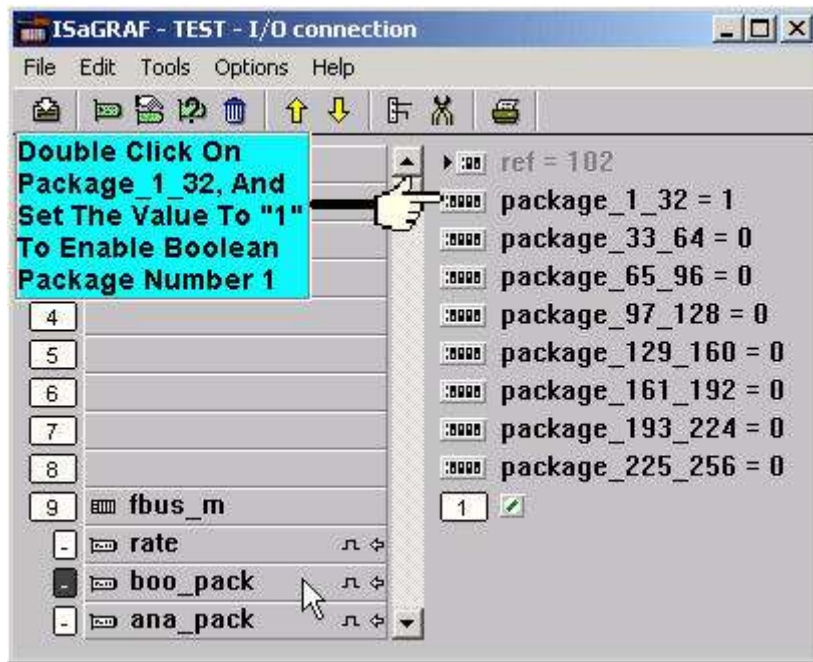 ISaGRAF - TEST - I/O connection
File Edit Tools Options Help
Double Click On
Package_1_32, And
Set The Value To "1"
To Enable Boolean
Package Number 1
4
5
6
7
8
9 fbus_m
- rate
- boo_pack
- ana_pack
ref = 102
package_1_32 = 1
package_33_64 = 0
package_65_96 = 0
package_97_128 = 0
package_129_160 = 0
package_161_192 = 0
package_193_224 = 0
package_225_256 = 0
1